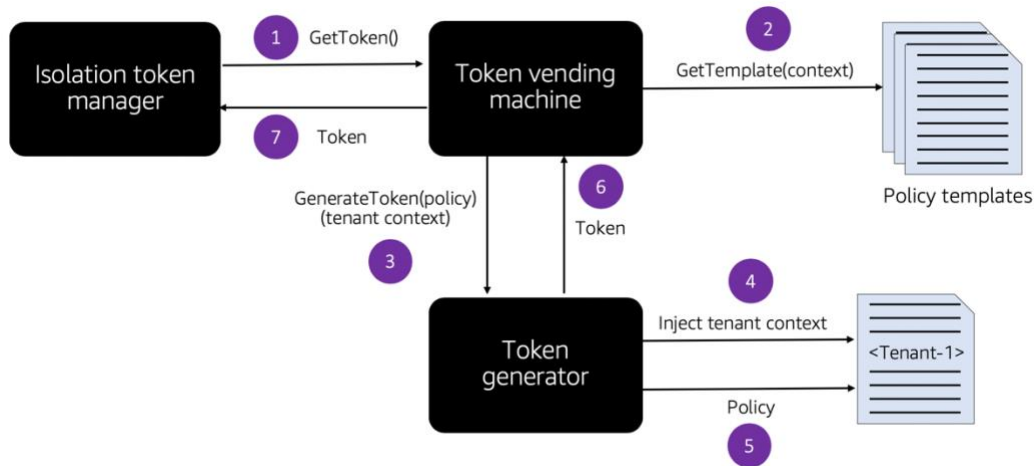 1
GetToken()
2
Isolation token
manager
Token vending
machine
GetTemplate(context)
7
Token
Policy templates
GenerateToken(policy)
(tenant context)
6
Token
3
4
Inject tenant context
<Tenant-1>
Token
generator
Policy
5